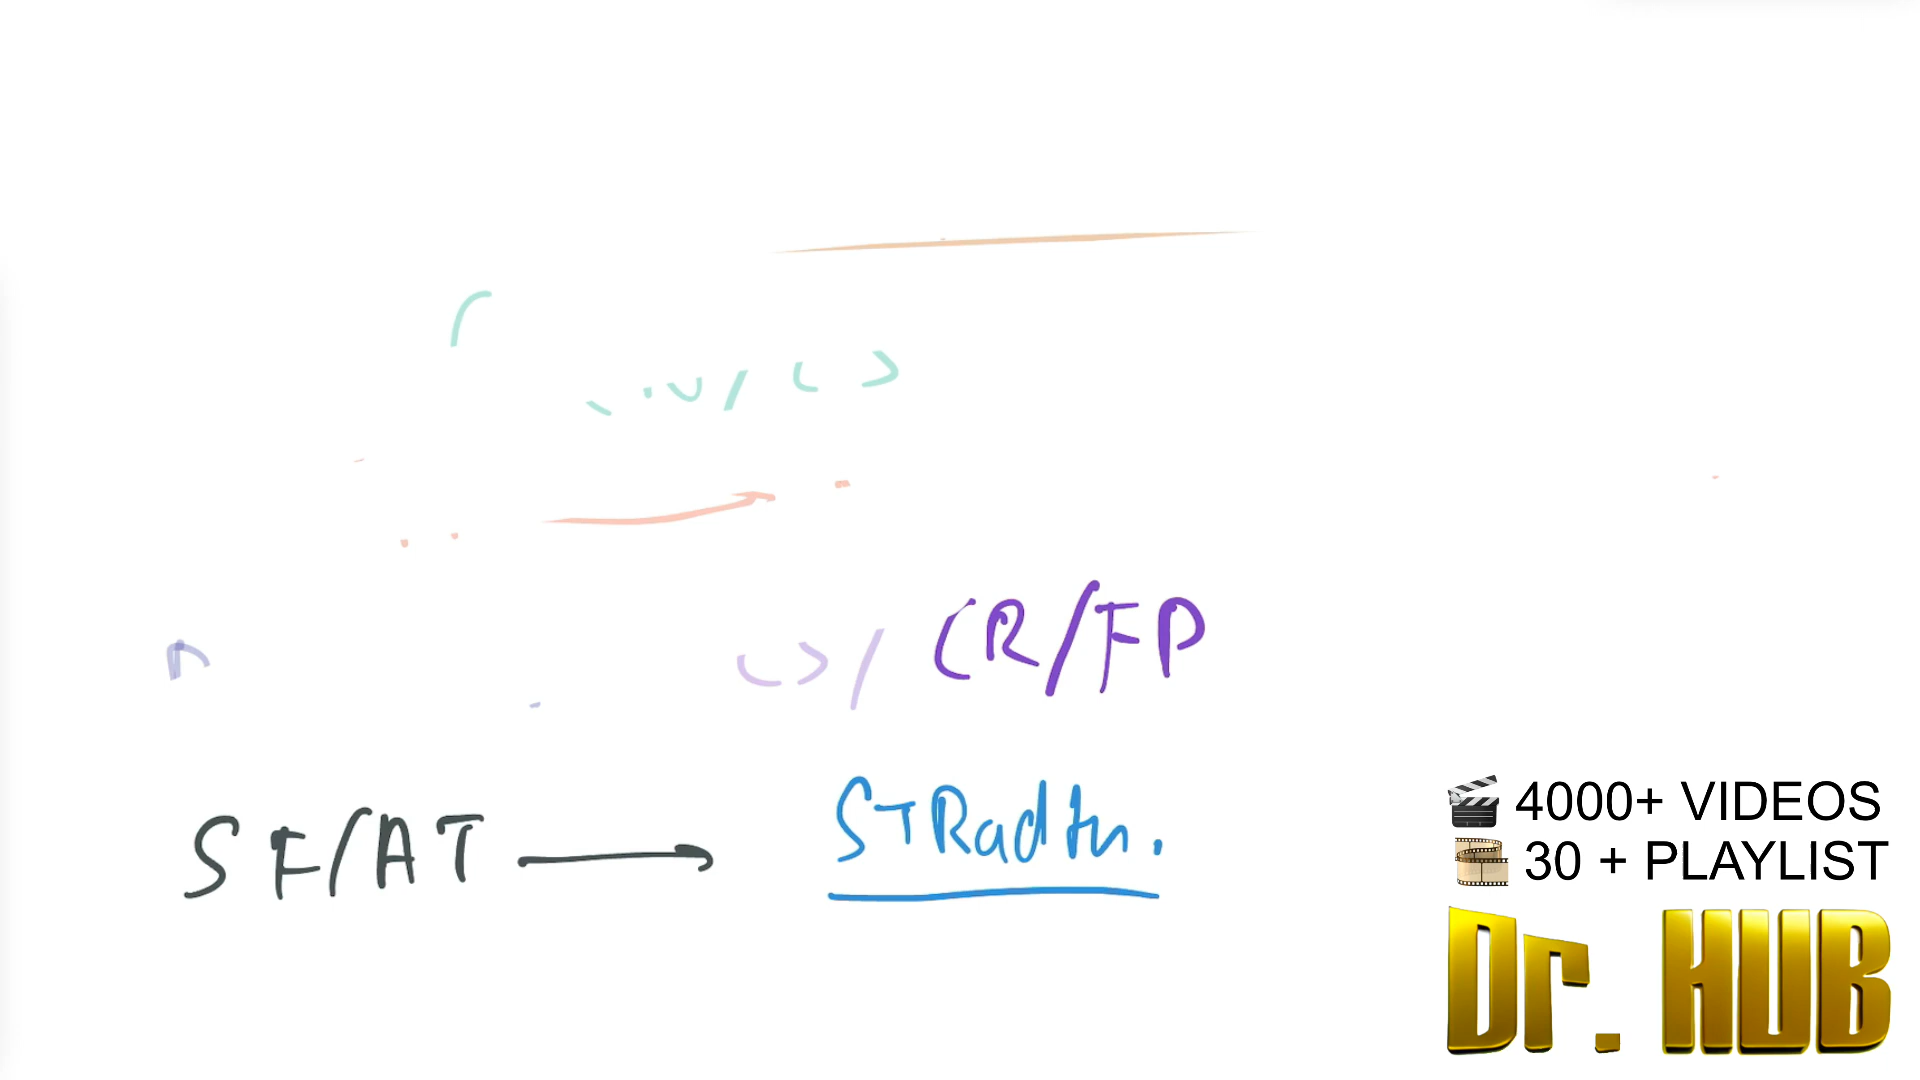 CR/FP
SF/AT → STRadtn.
4000+ VIDEOS
30 + PLAYLIST
Dr. HUB